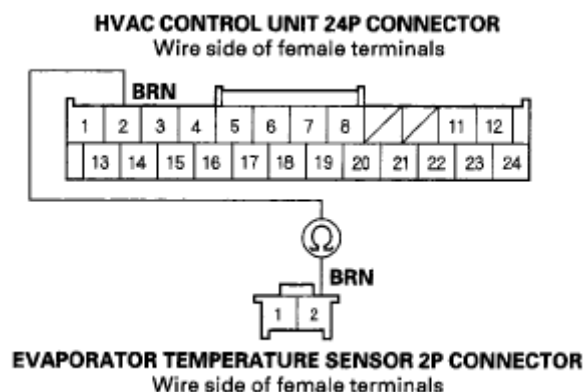 HVAC CONTROL UNIT 24P CONNECTOR
Wire side of female terminals
BRN
1 2 3 4 5 6 7 8 11 12
13 14 15 16 17 18 19 20 21 22 23 24
Ω
BRN
1 2
EVAPORATOR TEMPERATURE SENSOR 2P CONNECTOR
Wire side of female terminals